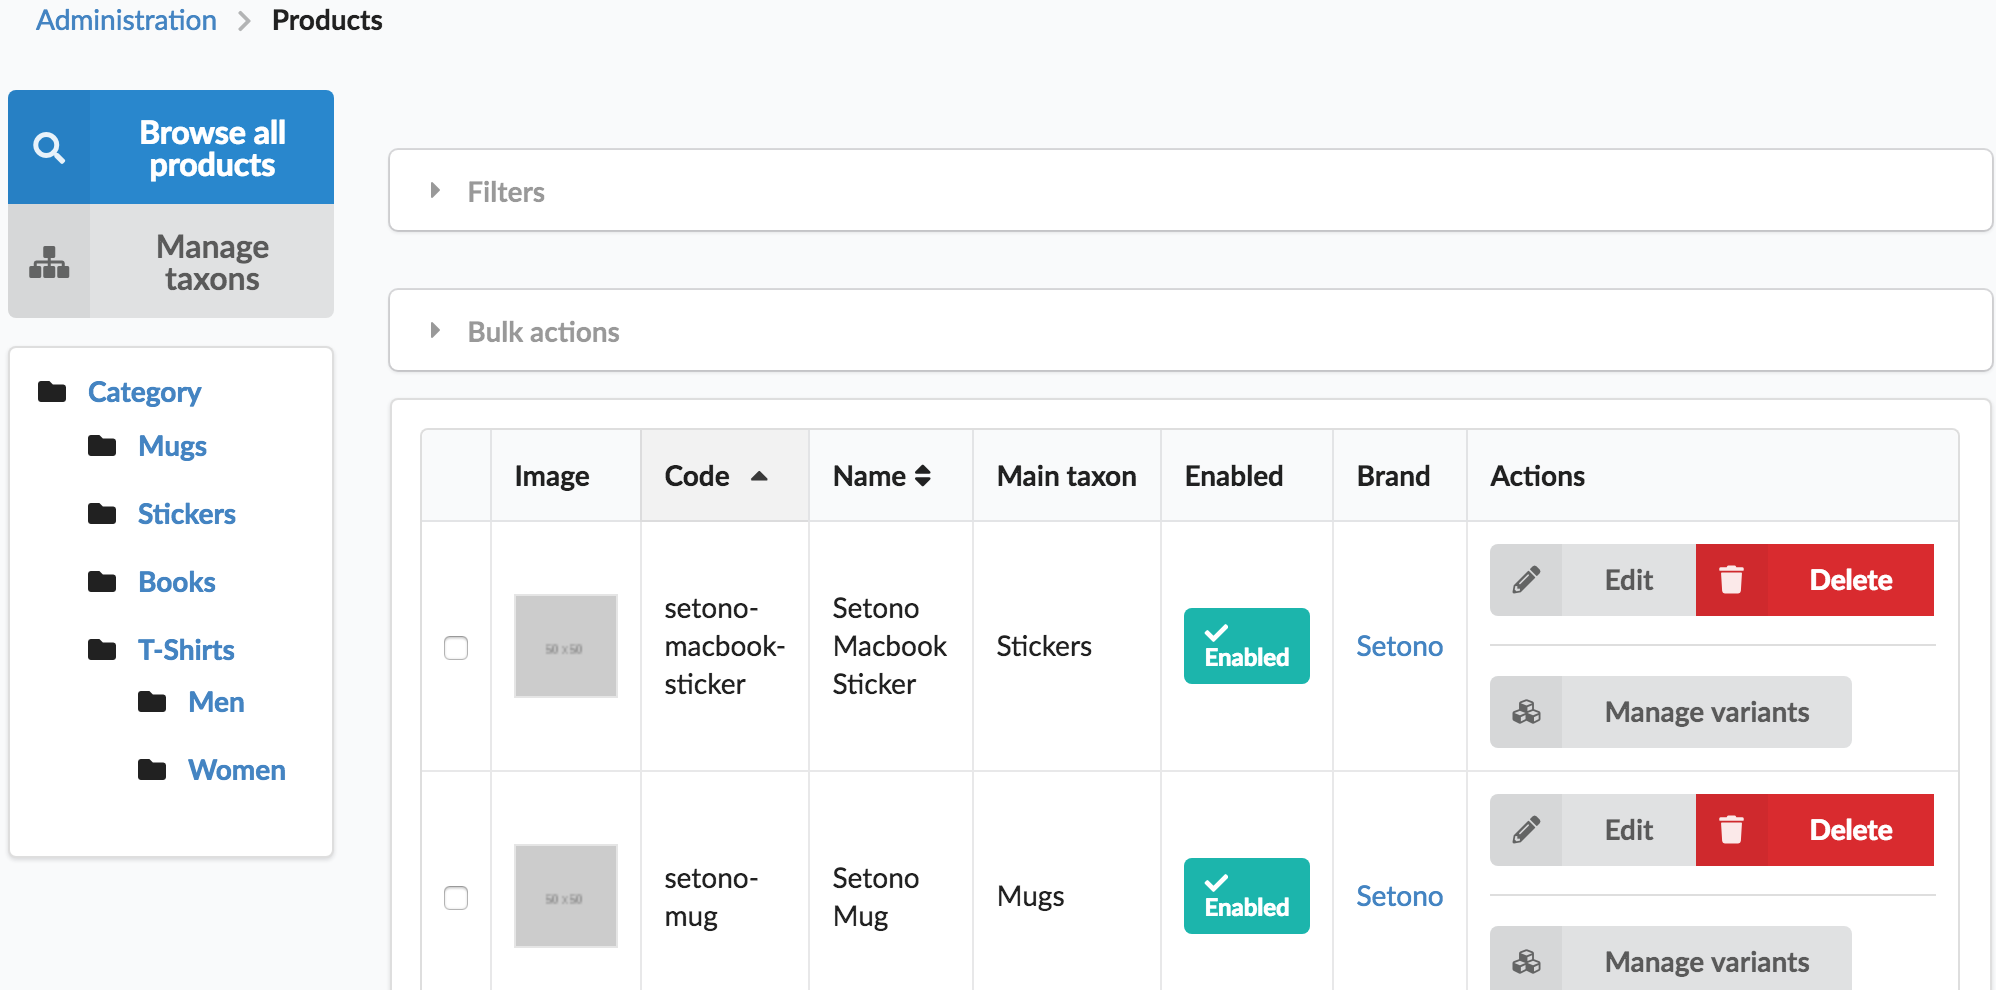 Administration > Products
Browse all
products
Manage
taxons
Category
Mugs
Stickers
Books
T-Shirts
Men
Women
Filters
Bulk actions
Image Code Name Main taxon Enabled Brand Actions
50 x 50
setono-
macbook-
sticker
Setono
Macbook
Sticker
Stickers
Enabled
Setono
Edit
Delete
Manage variants
50 x 50
setono-
mug
Setono
Mug
Mugs
Enabled
Setono
Edit
Delete
Manage variants